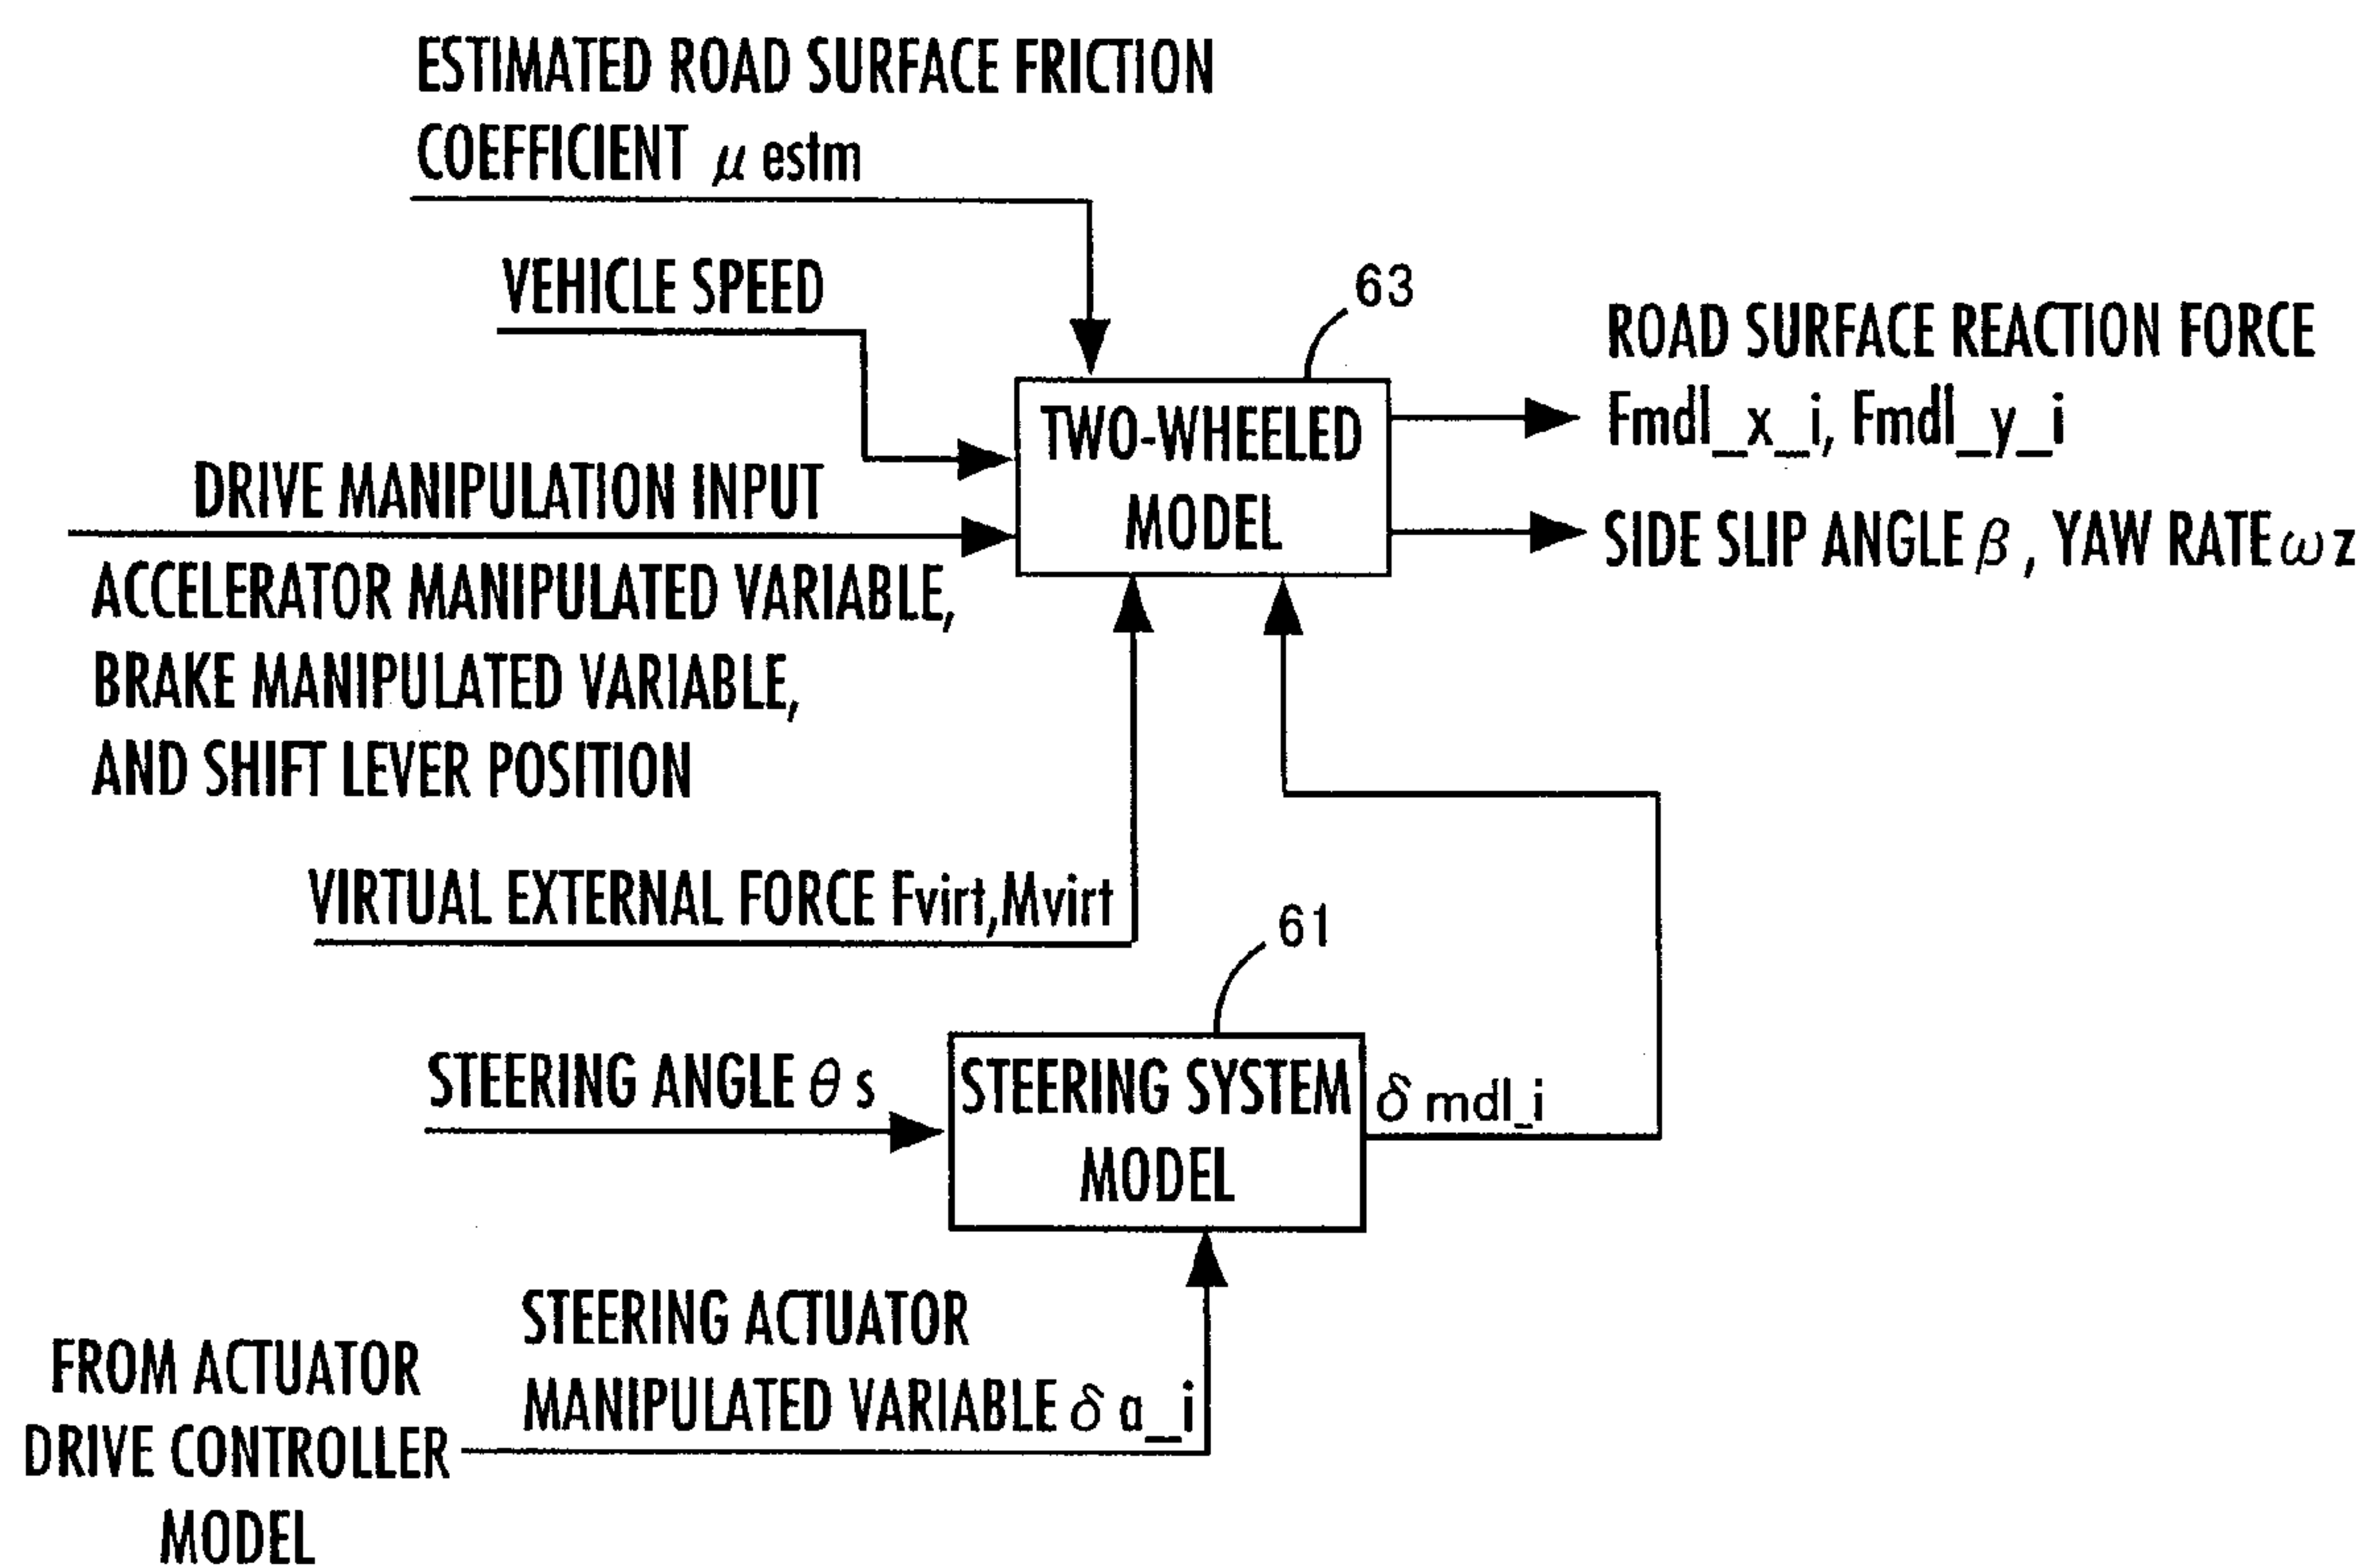 ESTIMATED ROAD SURFACE FRICTION
COEFFICIENT μ estm
VEHICLE SPEED
63
ROAD SURFACE REACTION FORCE
Fmdl_x_i, Fmdl_y_i
TWO-WHEELED
MODEL
DRIVE MANIPULATION INPUT
SIDE SLIP ANGLE β, YAW RATE ωz
ACCELERATOR MANIPULATED VARIABLE,
BRAKE MANIPULATED VARIABLE,
AND SHIFT LEVER POSITION
VIRTUAL EXTERNAL FORCE Fvirt,Mvirt
61
STEERING ANGLE θ s
STEERING SYSTEM
MODEL
δ mdl_i
STEERING ACTUATOR
MANIPULATED VARIABLE δ a_i
FROM ACTUATOR
DRIVE CONTROLLER
MODEL